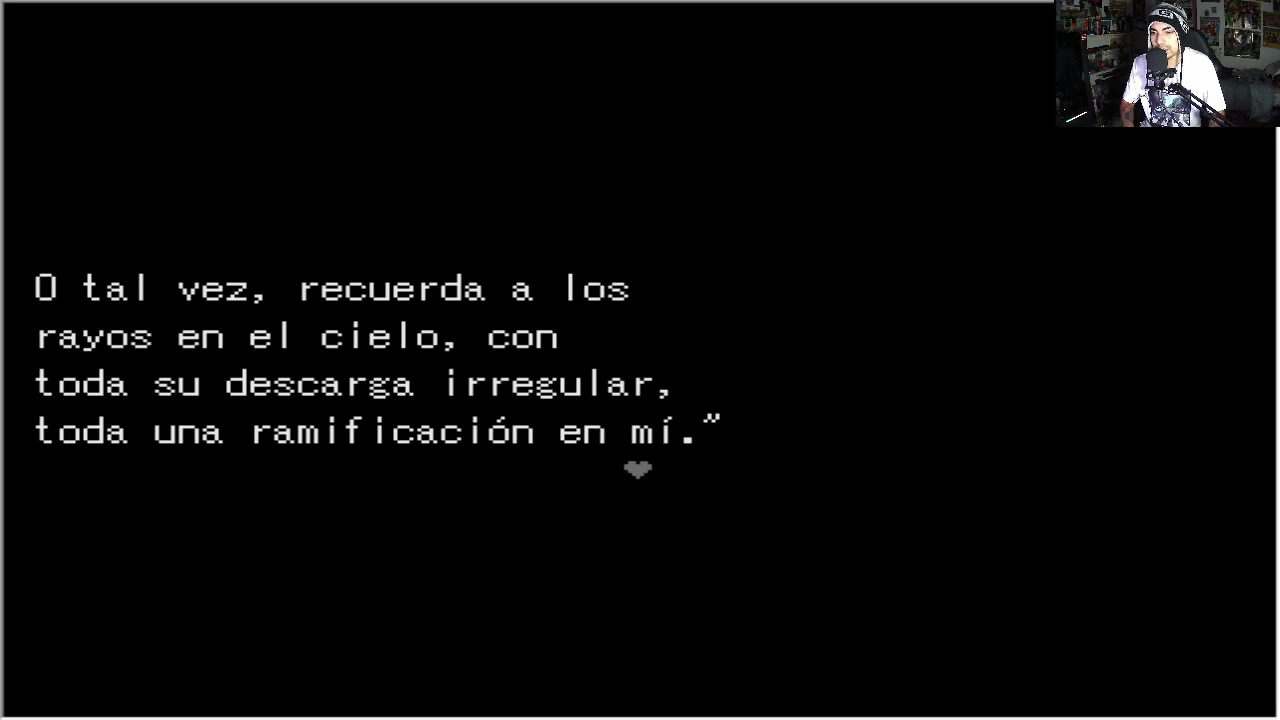 O tal vez, recuerda a los
rayos en el cielo, con
toda su descarga irregular,
toda una ramificación en mí.”